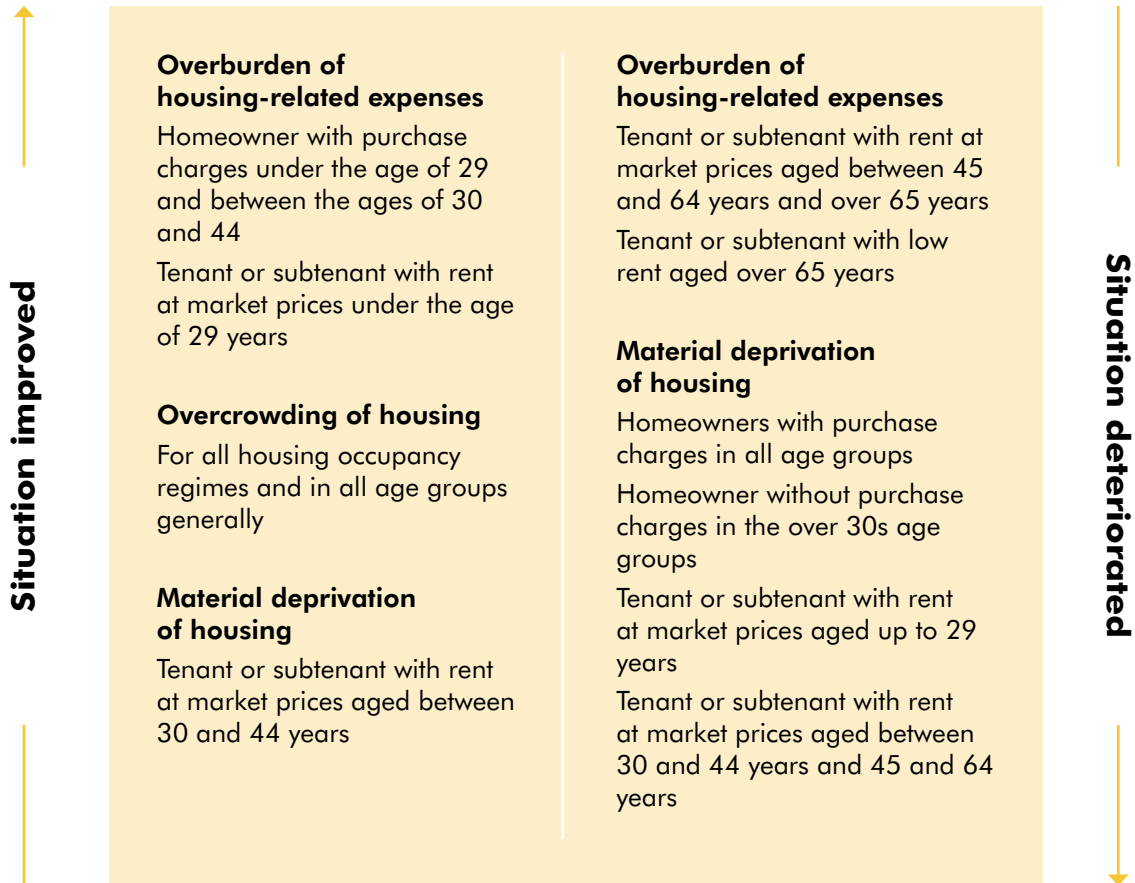 Situation improved
Overburden of
housing-related expenses
Homeowner with purchase
charges under the age of 29
and between the ages of 30
and 44
Tenant or subtenant with rent
at market prices under the age
of 29 years
Overcrowding of housing
For all housing occupancy
regimes and in all age groups
generally
Material deprivation
of housing
Tenant or subtenant with rent
at market prices aged between
30 and 44 years
Overburden of
housing-related expenses
Tenant or subtenant with rent at
market prices aged between 45
and 64 years and over 65 years
Tenant or subtenant with low
rent aged over 65 years
Material deprivation
of housing
Homeowners with purchase
charges in all age groups
Homeowner without purchase
charges in the over 30s age
groups
Tenant or subtenant with rent
at market prices aged up to 29
years
Tenant or subtenant with rent
at market prices aged between
30 and 44 years and 45 and 64
years
Situation deteriorated